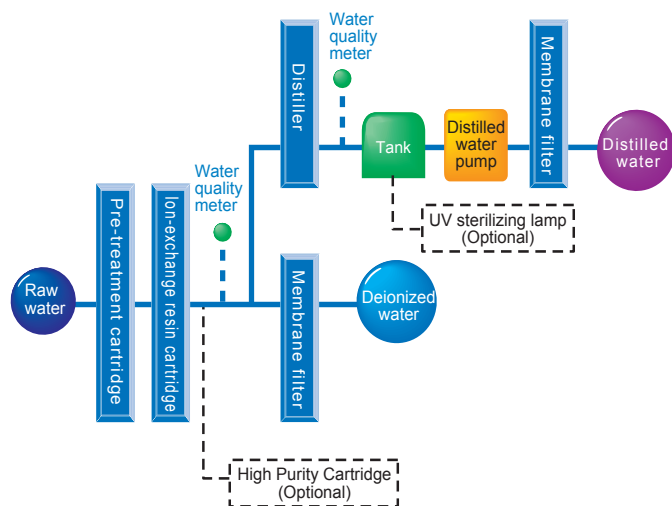 Water
quality
meter
Distiller
Tank
Distilled
water
pump
Membrane filter
Distilled
water
UV sterilizing lamp
(Optional)
Water
quality
meter
Raw
water
Pre-treatment cartridge
Ion-exchange resin cartridge
Membrane filter
Deionized
water
High Purity Cartridge
(Optional)